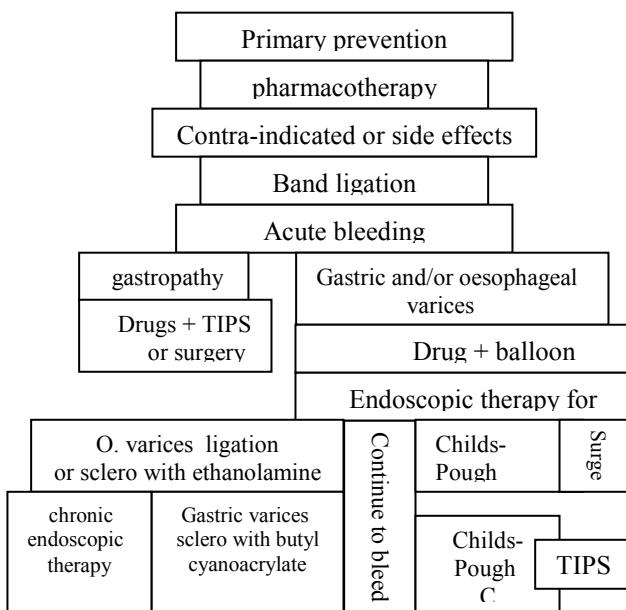 Primary prevention
pharmacotherapy
Contra-indicated or side effects
Band ligation
Acute bleeding
gastropathy
Gastric and/or oesophageal
varices
Drugs + TIPS
or surgery
Drug + balloon
Endoscopic therapy for
O. varices ligation
or sclero with ethanolamine
Continue to bleed
Childs-
Pough
Surge
chronic
endoscopic
therapy
Gastric varices
sclero with butyl
cyanoacrylate
Childs-
Pough
C
TIPS